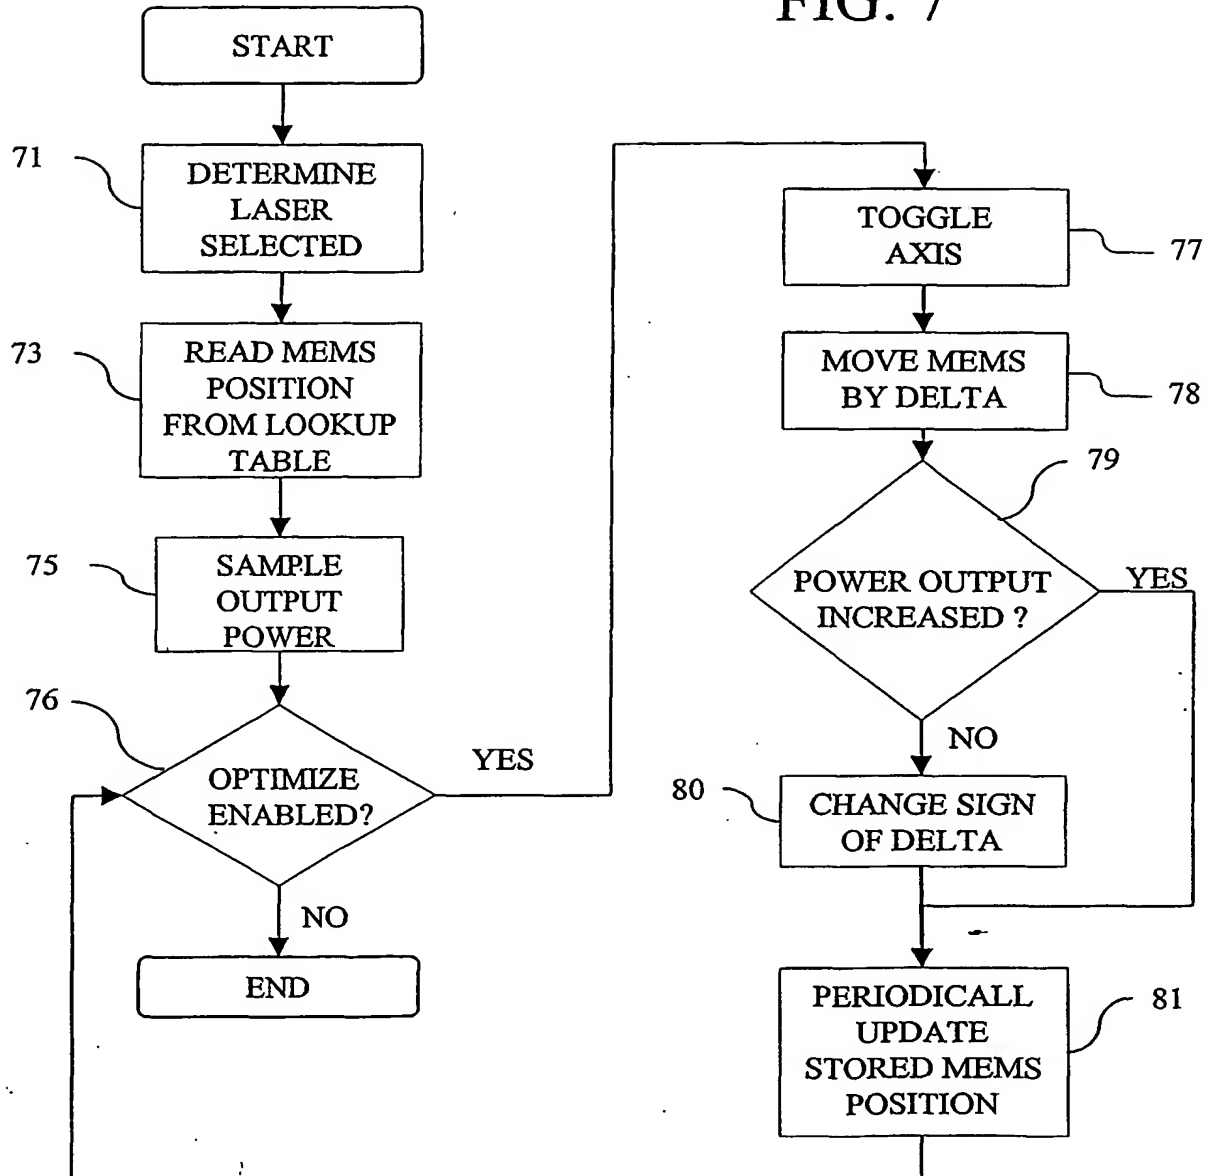 FIG. 7
START
71
DETERMINE
LASER
SELECTED
73
READ MEMS
POSITION
FROM LOOKUP
TABLE
75
SAMPLE
OUTPUT
POWER
76
OPTIMIZE
ENABLED?
YES
NO
END
TOGGLE
AXIS
77
MOVE MEMS
BY DELTA
78
79
POWER OUTPUT
INCREASED ?
YES
NO
80
CHANGE SIGN
OF DELTA
PERIODICALL
UPDATE
STORED MEMS
POSITION
81